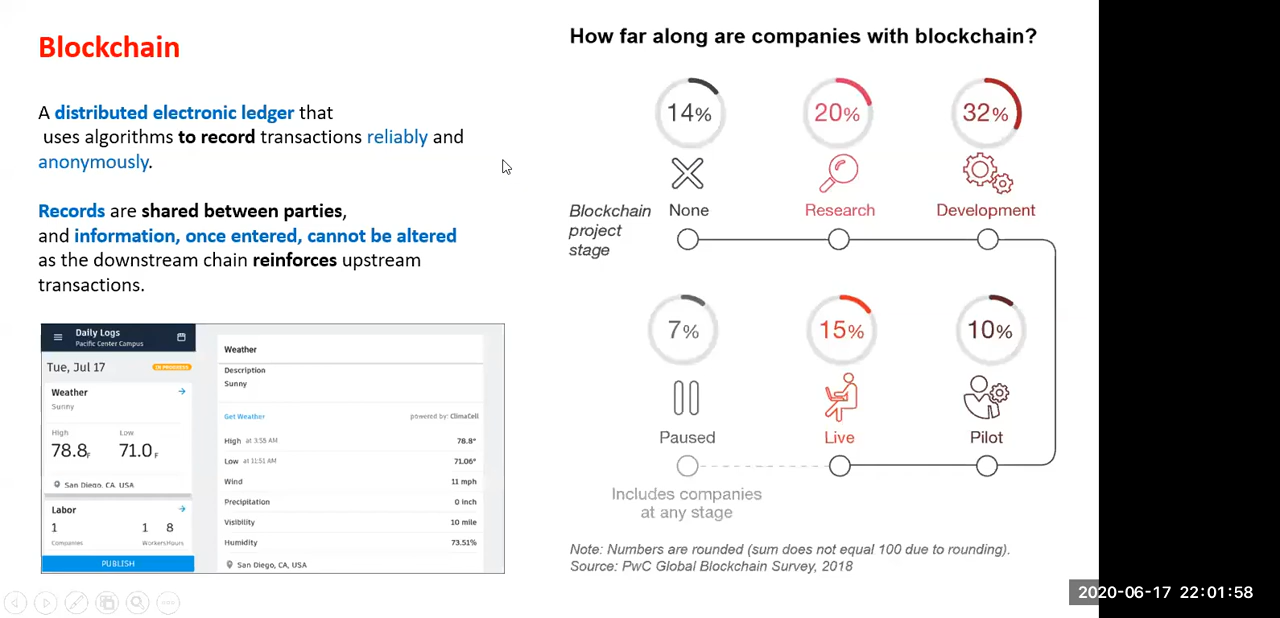 Blockchain
A distributed electronic ledger that
uses algorithms to record transactions reliably and
anonymously.
Records are shared between parties,
and information, once entered, cannot be altered
as the downstream chain reinforces upstream
transactions.
Daily Logs
Pacific Center Campus
Tue, Jul 17
IN PROGRESS
Weather
Sunny
High Low
78.8F 71.0F
San Diego, CA, USA
Labor
1 1 8
Companies Workers Hours
PUBLISH
Weather
Description
Sunny
Get Weather powered by: ClimaCell
High at 3:58 AM 78.8°
Low at 11:51 AM 71.06°
Wind 11 mph
Precipitation 0 inch
Visibility 10 mile
Humidity 73.51%
San Diego, CA, USA
How far along are companies with blockchain?
14% 20% 32%
Blockchain
project
stage
None Research Development
7% 15% 10%
Paused Live Pilot
Includes companies
at any stage
Note: Numbers are rounded (sum does not equal 100 due to rounding).
Source: PwC Global Blockchain Survey, 2018
2020-06-17 22:01:58